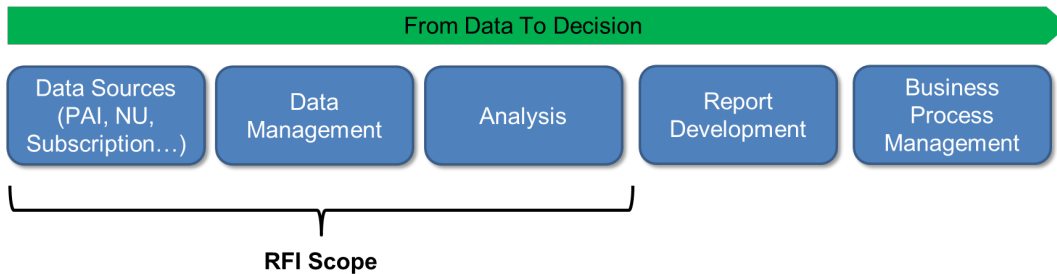 From Data To Decision
Data Sources
(PAI, NU,
Subscription…)
Data
Management
Analysis
Report
Development
Business
Process
Management
RFI Scope